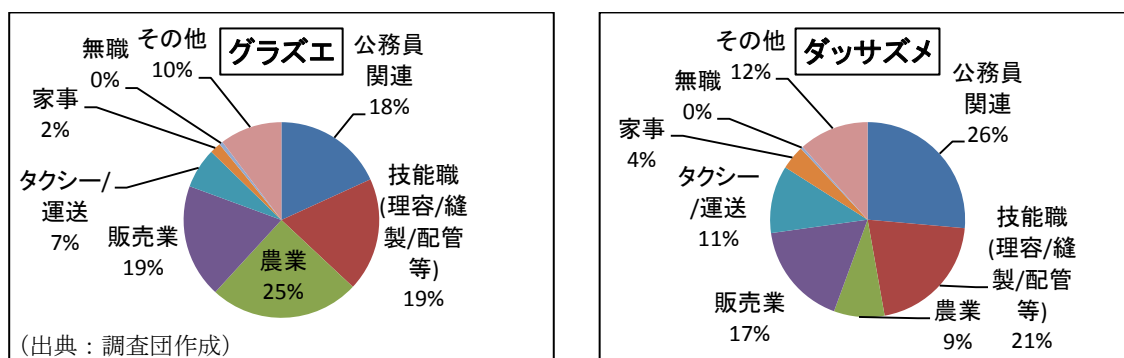 グラズエ
公務員
関連
18%
技能職
(理容/縫
製/配管
等)
19%
農業
25%
販売業
19%
タクシー/
運送
7%
家事
2%
無職
0%
その他
10%
（出典：調査団作成）
ダッサズメ
公務員
関連
26%
技能職
(理容/縫
製/配管
等)
21%
農業
9%
販売業
17%
タクシー
/運送
11%
家事
4%
無職
0%
その他
12%